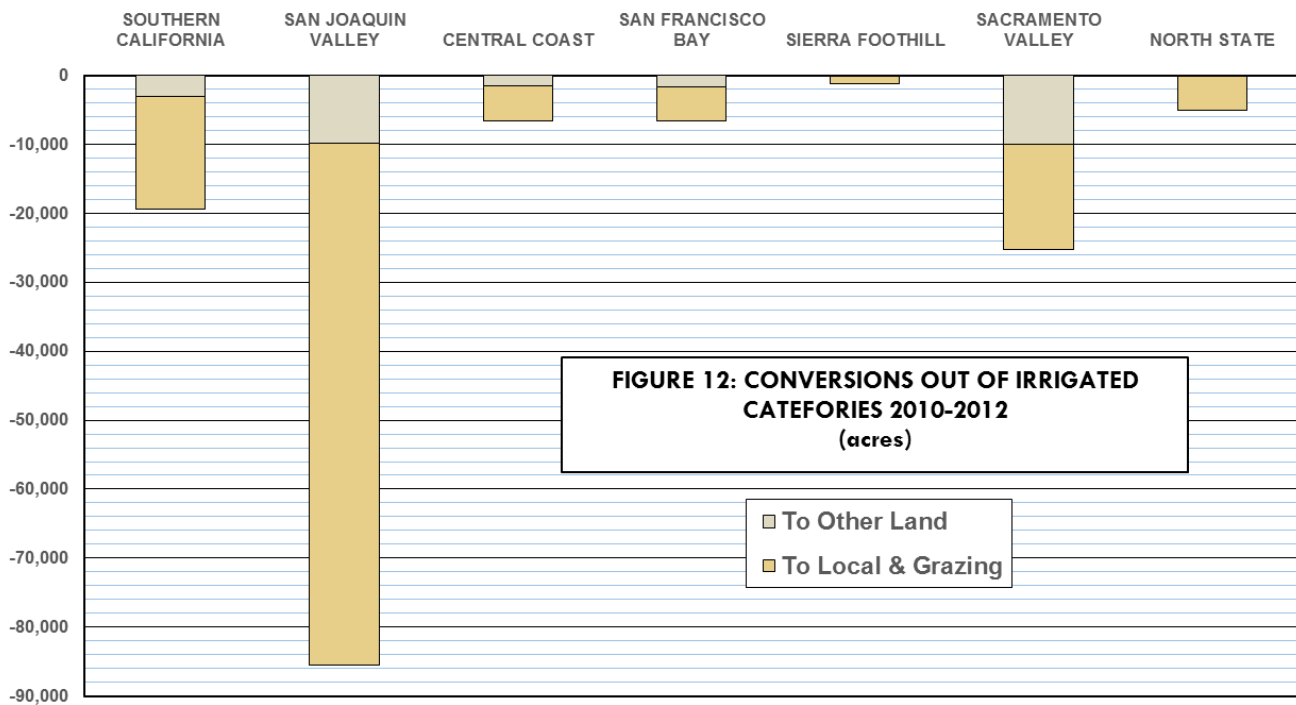 SOUTHERN
CALIFORNIA
SAN JOAQUIN
VALLEY
CENTRAL COAST
SAN FRANCISCO
BAY
SIERRA FOOTHILL
SACRAMENTO
VALLEY
NORTH STATE
0
-10,000
-20,000
-30,000
-40,000
-50,000
-60,000
-70,000
-80,000
-90,000
FIGURE 12: CONVERSIONS OUT OF IRRIGATED
CATEFORIES 2010-2012
(acres)
To Other Land
To Local & Grazing